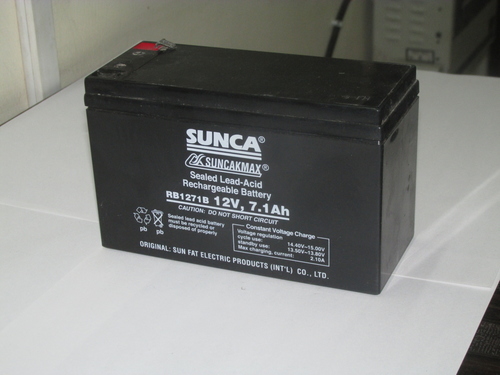 SUNCA®
SUNCAKMAX®
Sealed Lead-Acid
Rechargeable Battery
RB1271B 12V, 7.1Ah
CAUTION: DO NOT SHORT CIRCUIT
Pb
Sealed lead acid battery
must be recycled or
disposed of properly
pb
pb
Constant Voltage Charge
Voltage regulation
cycle use: 14.40V~15.00V
standby use: 13.50V~13.80V
Max charging, current: 2.10A
ORIGINAL: SUN FAT ELECTRIC PRODUCTS (INT'L) CO., LTD.